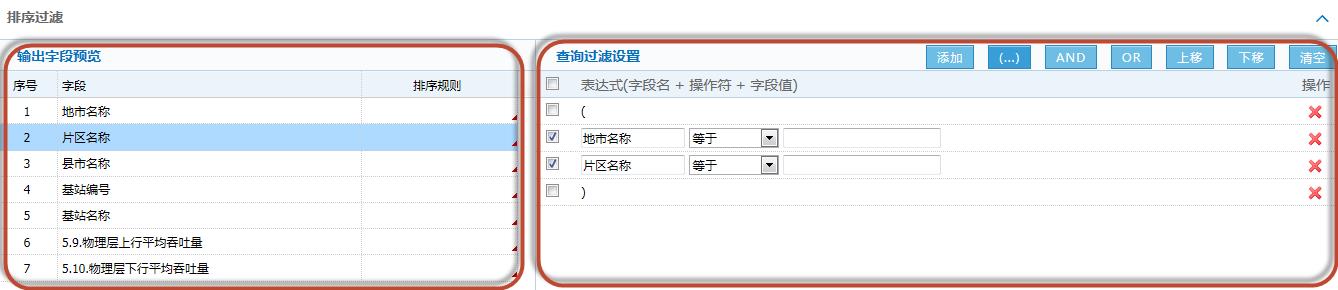 排序过滤
输出字段预览
序号 字段 排序规则
1 地市名称
2 片区名称
3 县市名称
4 基站编号
5 基站名称
6 5.9.物理层上行平均吞吐量
7 5.10.物理层下行平均吞吐量
查询过滤设置 添加 (...) AND OR 上移 下移 清空
表达式(字段名 + 操作符 + 字段值) 操作
(
地市名称 等于
片区名称 等于
)